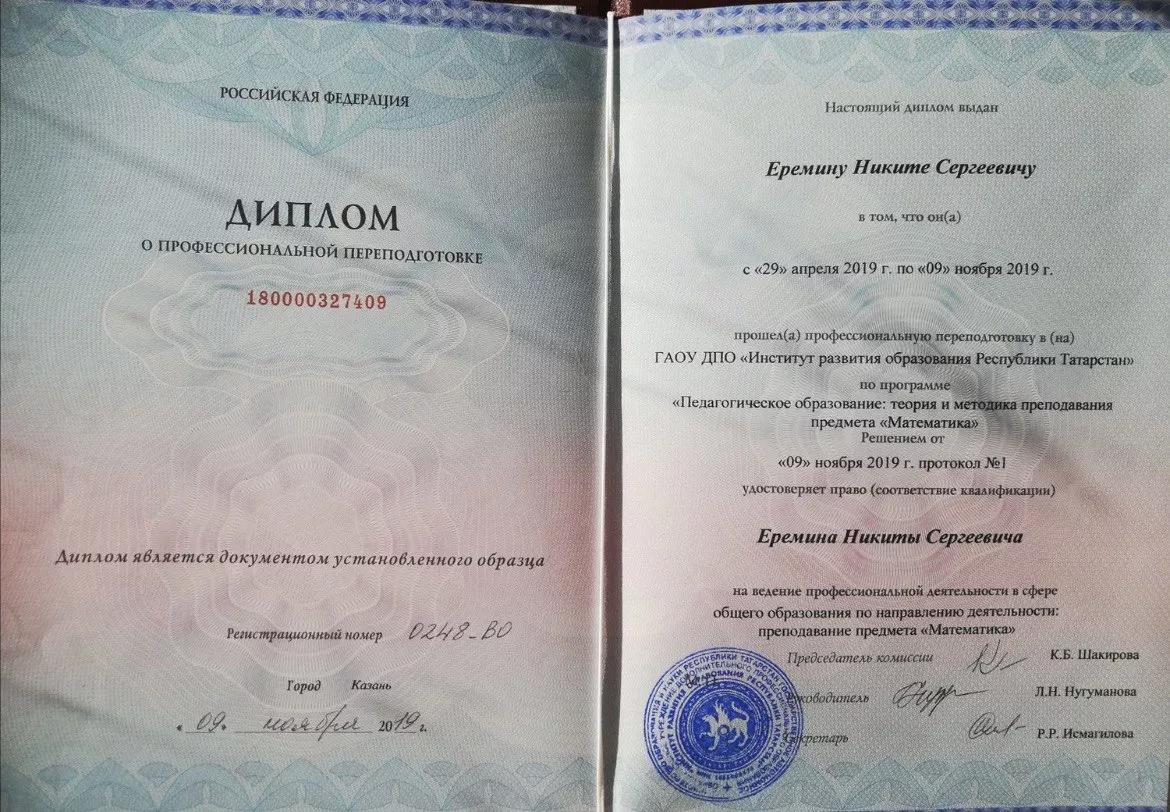 РОССИЙСКАЯ ФЕДЕРАЦИЯ
ДИПЛОМ
О ПРОФЕССИОНАЛЬНОЙ ПЕРЕПОДГОТОВКЕ
180000327409
Диплом является документом установленного образца
Регистрационный номер 0248-ВО
Город Казань
«09» ноября 2019 г.
Настоящий диплом выдан
Еремину Никите Сергеевичу
в том, что он(а)
с «29» апреля 2019 г. по «09» ноября 2019 г.
прошел(а) профессиональную переподготовку в (на)
ГАОУ ДПО «Институт развития образования Республики Татарстан»
по программе
«Педагогическое образование: теория и методика преподавания
предмета «Математика»
Решением от
«09» ноября 2019 г. протокол №1
удостоверяет право (соответствие квалификации)
Еремина Никиты Сергеевича
на ведение профессиональной деятельности в сфере
общего образования по направлению деятельности:
преподавание предмета «Математика»
Председатель комиссии К.Б. Шакирова
Руководитель Л.Н. Нугуманова
Секретарь Р.Р. Исмагилова